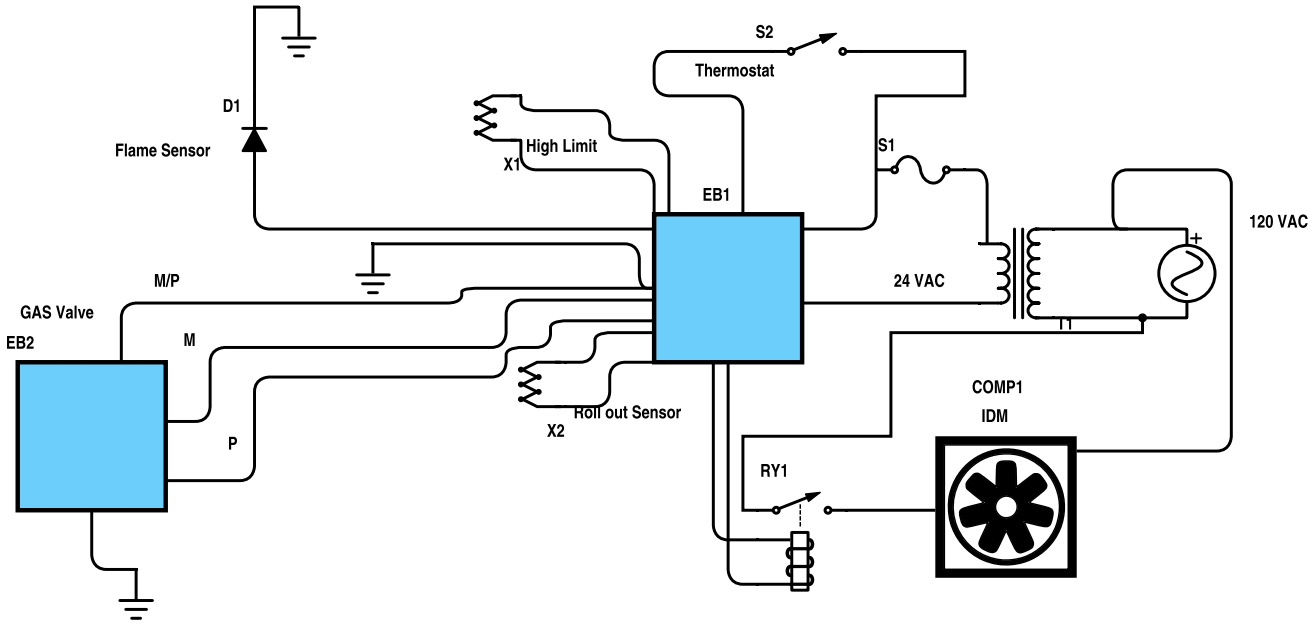 S2
Thermostat
D1
Flame Sensor
High Limit
X1
S1
EB1
120 VAC
+
M/P
24 VAC
GAS Valve
EB2
M
T1
COMP1
IDM
Roll out Sensor
X2
P
RY1